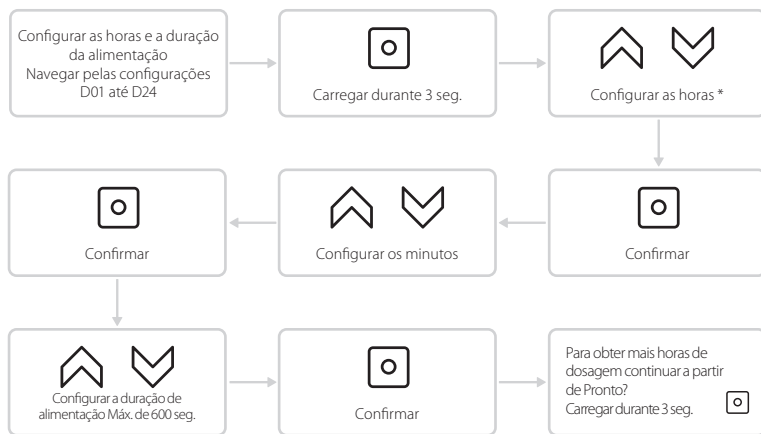 Configurar as horas e a duração
da alimentação
Navegar pelas configurações
D01 até D24
Carregar durante 3 seg.
Configurar as horas *
Confirmar
Configurar os minutos
Confirmar
Configurar a duração de
alimentação Máx. de 600 seg.
Confirmar
Para obter mais horas de
dosagem continuar a partir
de Pronto?
Carregar durante 3 seg.